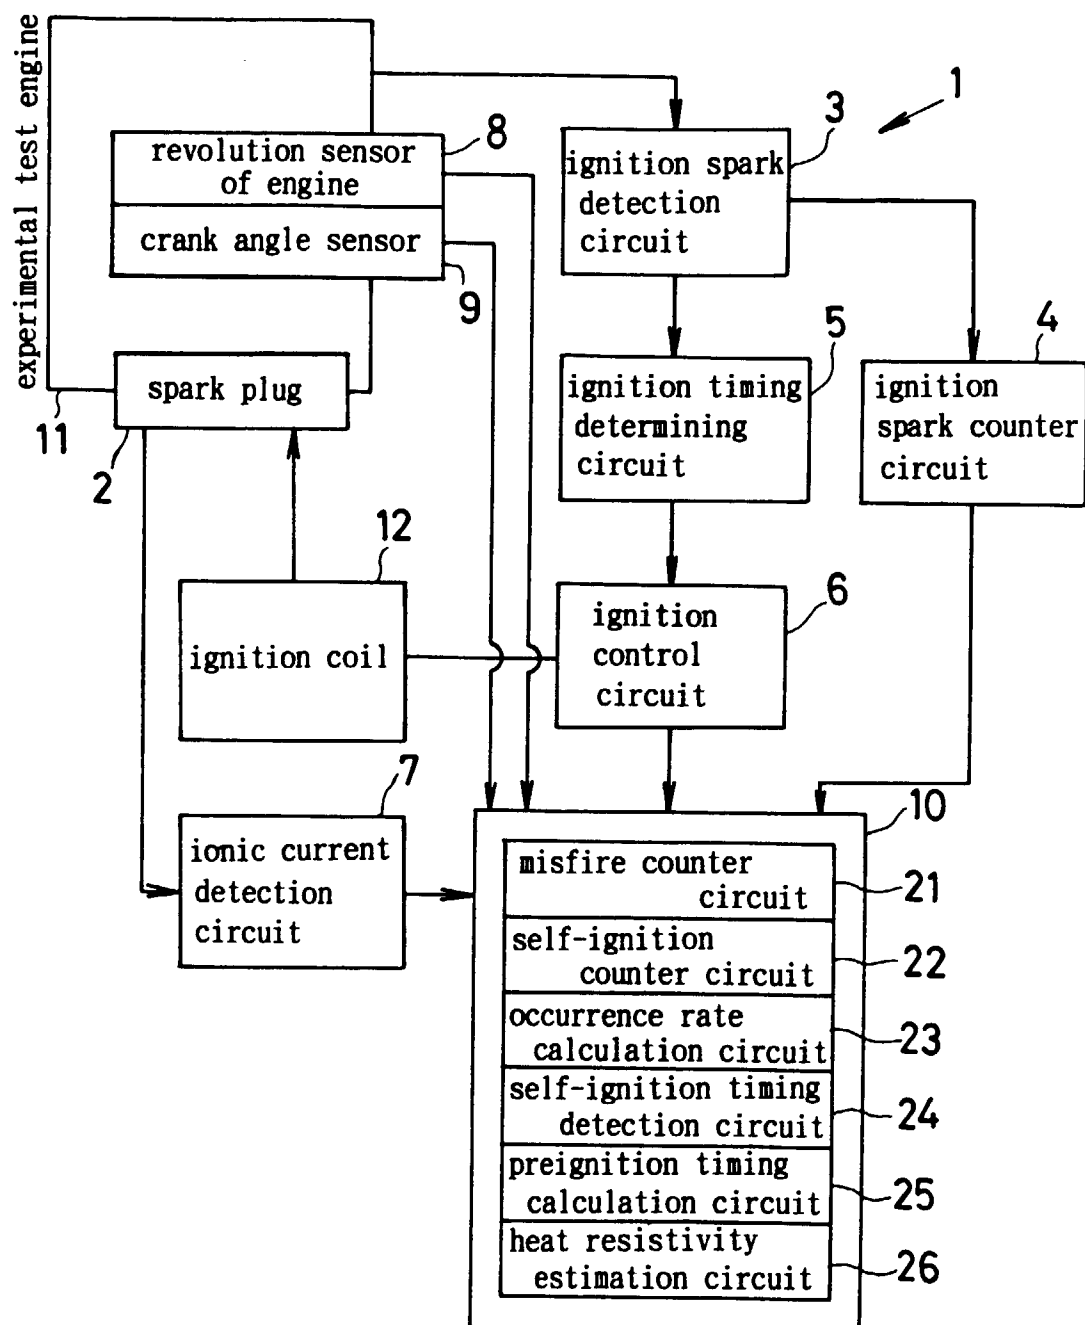 experimental test engine
1
3
8
revolution sensor
of engine
ignition spark
detection
circuit
crank angle sensor
9
5
4
spark plug
ignition timing
determining
circuit
ignition
spark counter
circuit
11
2
12
6
ignition coil
ignition
control
circuit
7
10
ionic current
detection
circuit
misfire counter
circuit
21
self-ignition
counter circuit
22
occurrence rate
calculation circuit
23
self-ignition timing
detection circuit
24
preignition timing
calculation circuit
25
heat resistivity
estimation circuit
26